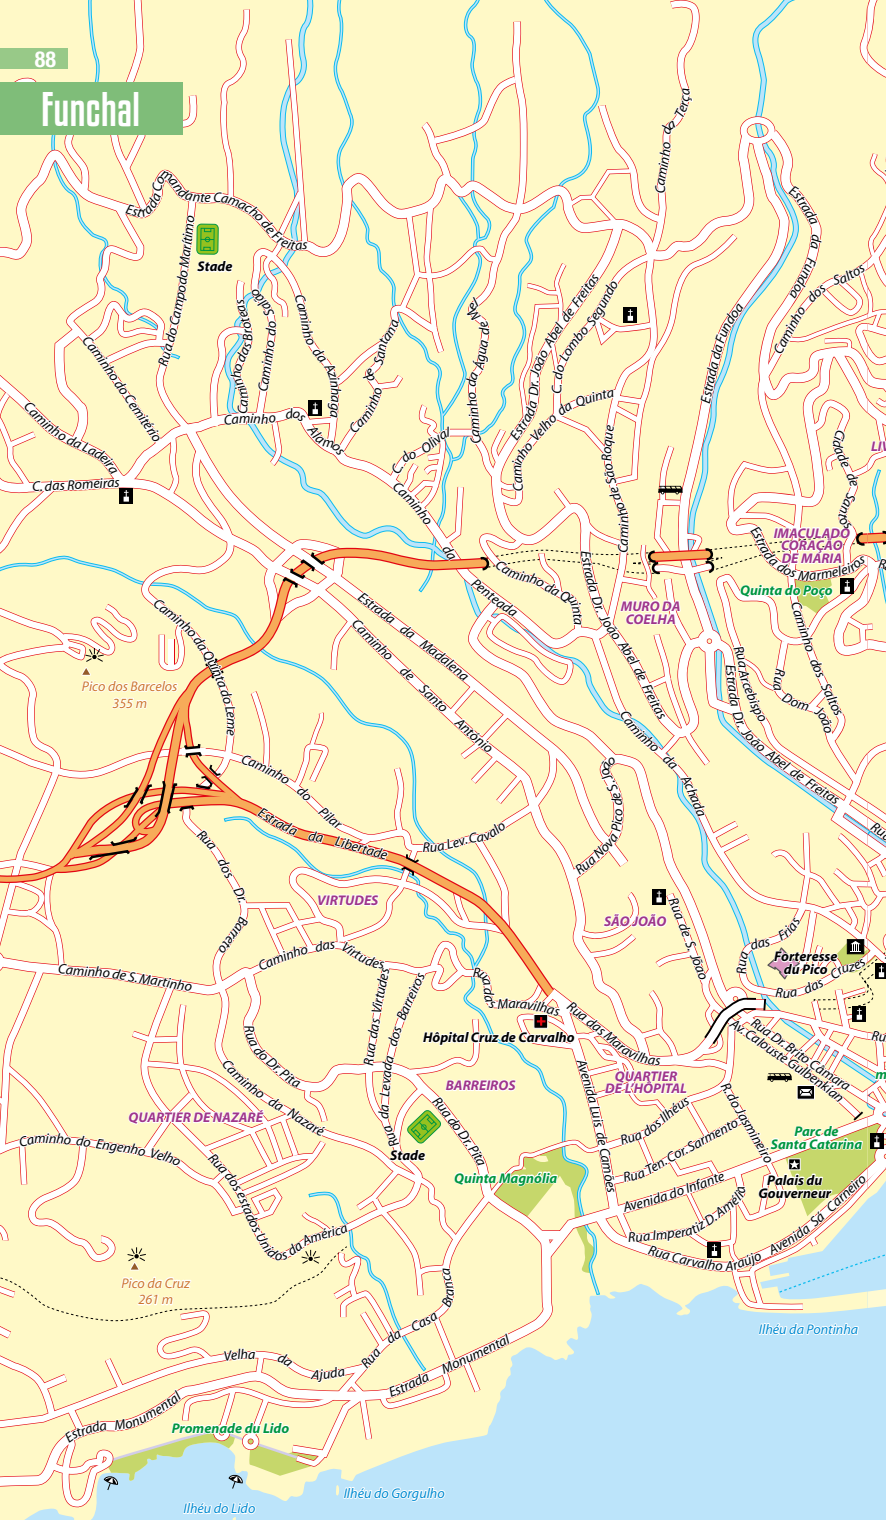 88
Funchal
Caminho da Terça
Estrada Comandante Camacho de Freitas
Estrada da Fundoa
Stade
Rua do Campo do Marítimo
Caminho dos Saltos
Caminho das Brateas
Caminho do Salão
Caminho da Azinhaga
Caminho de Santana
Caminho da Água de Mel
Estrada Dr. João Abel de Freitas
C. do Lombo Segundo
Estrada da Fundoa
Caminho do Cemitério
Caminho Velho da Quinta
Caminho da Ladeira
Caminho dos Alamos
C. do Olival
Caminho de São Roque
Cidade de Santos
LIV
C. das Romeiras
Caminho da Penteada
IMACULADO
CORAÇÃO
DE MARIA
Estrada dos Marmeleiros
Caminho da Quinta
Estrada Dr. João Abel de Freitas
Quinta do Poço
MURO DA
COELHA
Caminho da Quinta do Leme
Estrada da Madalena
Caminho de Santo António
Caminho dos Saltos
Rua Arcebispo
Rua Dom João
Estrada Dr. João Abel de Freitas
Pico dos Barcelos
355 m
Caminho da Achada
Caminho do Pilar
Rua Nova Pico de S. João
Estrada da Libertade
Rua Lev. Cavalo
Rua
Rua dos Dr. Barreto
VIRTUDES
SÃO JOÃO
Rua de S. João
Rua das Frias
Forteresse
du Pico
Rua das Cruzes
Caminho das Virtudes
Caminho de S. Martinho
Rua das Virtudes
Rua da Levada dos Barreiros
Rua das Maravilhas
Rua das Maravilhas
Hôpital Cruz de Carvalho
Rua Dr. Brito Câmara
Av. Calouste Gulbenkian
Rua do Dr. Pita
Caminho da Nazaré
BARREIROS
QUARTIER
DE L'HÔPITAL
QUARTIER DE NAZARÉ
Avenida Luis de Camões
Rua dos Ilhéus
R. do Jasmineiro
Parc de
Santa Catarina
Caminho do Engenho Velho
Stade
Rua do Dr. Pita
Rua Ten. Cor. Sarmento
Quinta Magnólia
Palais du
Gouverneur
Rua dos estados Unidos da América
Avenida do Infante
Rua Imperatiz D. Amélia
Rua Carvalho Araújo
Avenida Sá Carneiro
Pico da Cruz
261 m
Ilhéu da Pontinha
Rua da Casa Branca
Velha da Ajuda
Estrada Monumental
Estrada Monumental
Promenade du Lido
Ilhéu do Gorgulho
Ilhéu do Lido